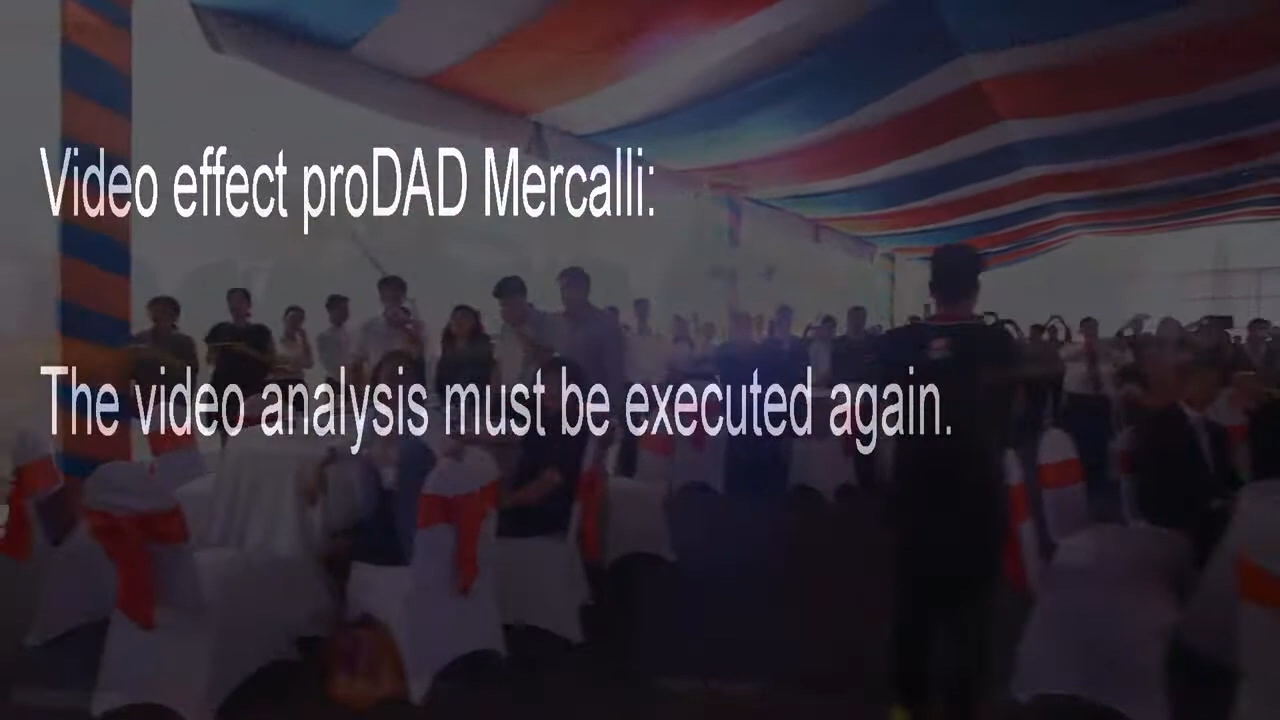 Video effect proDAD Mercalli:
The video analysis must be executed again.